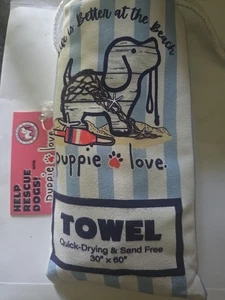 Life is Better at the Beach
Puppie love.
HELP
RESCUE
DOGS!
Puppie love
TOWEL
Quick-Drying & Sand Free
30" x 60"